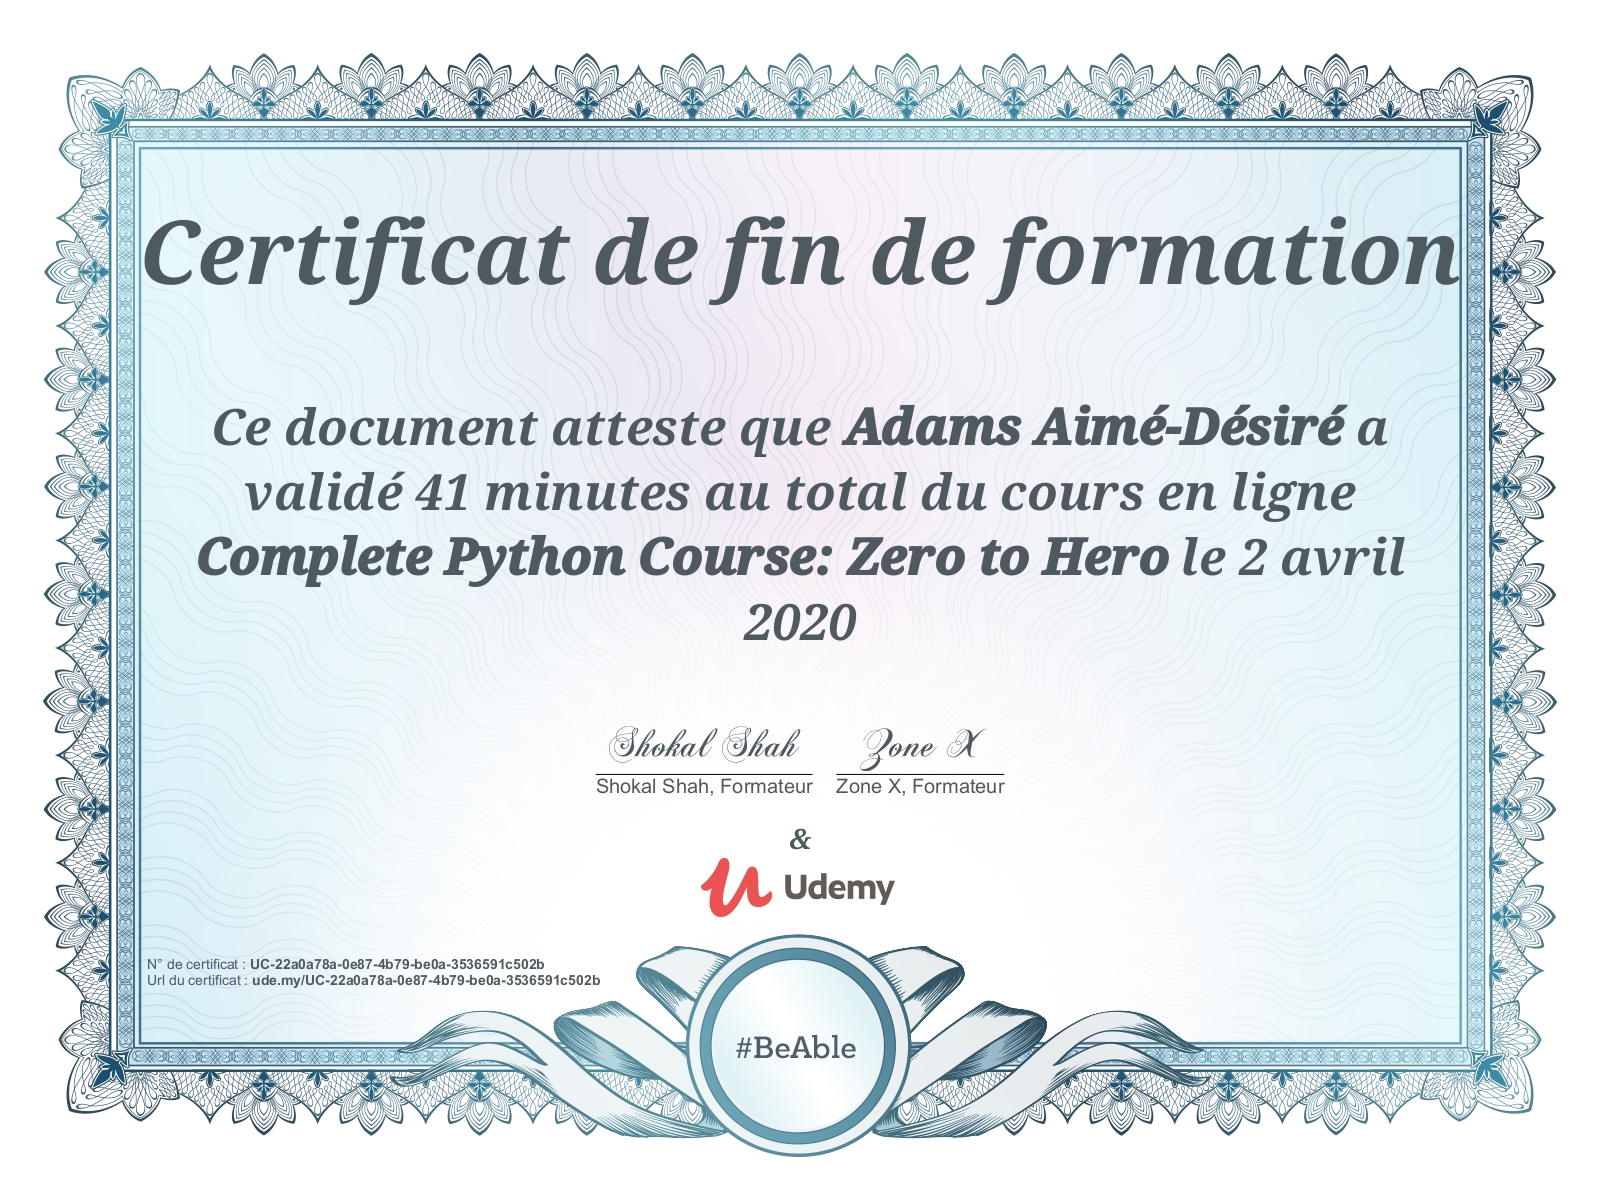 Certificat de fin de formation
Ce document atteste que Adams Aimé-Désiré a
validé 41 minutes au total du cours en ligne
Complete Python Course: Zero to Hero le 2 avril
2020
Shokal Shah Zone X
Shokal Shah, Formateur Zone X, Formateur
&
Udemy
N° de certificat : UC-22a0a78a-0e87-4b79-be0a-3536591c502b
Url du certificat : ude.my/UC-22a0a78a-0e87-4b79-be0a-3536591c502b
#BeAble